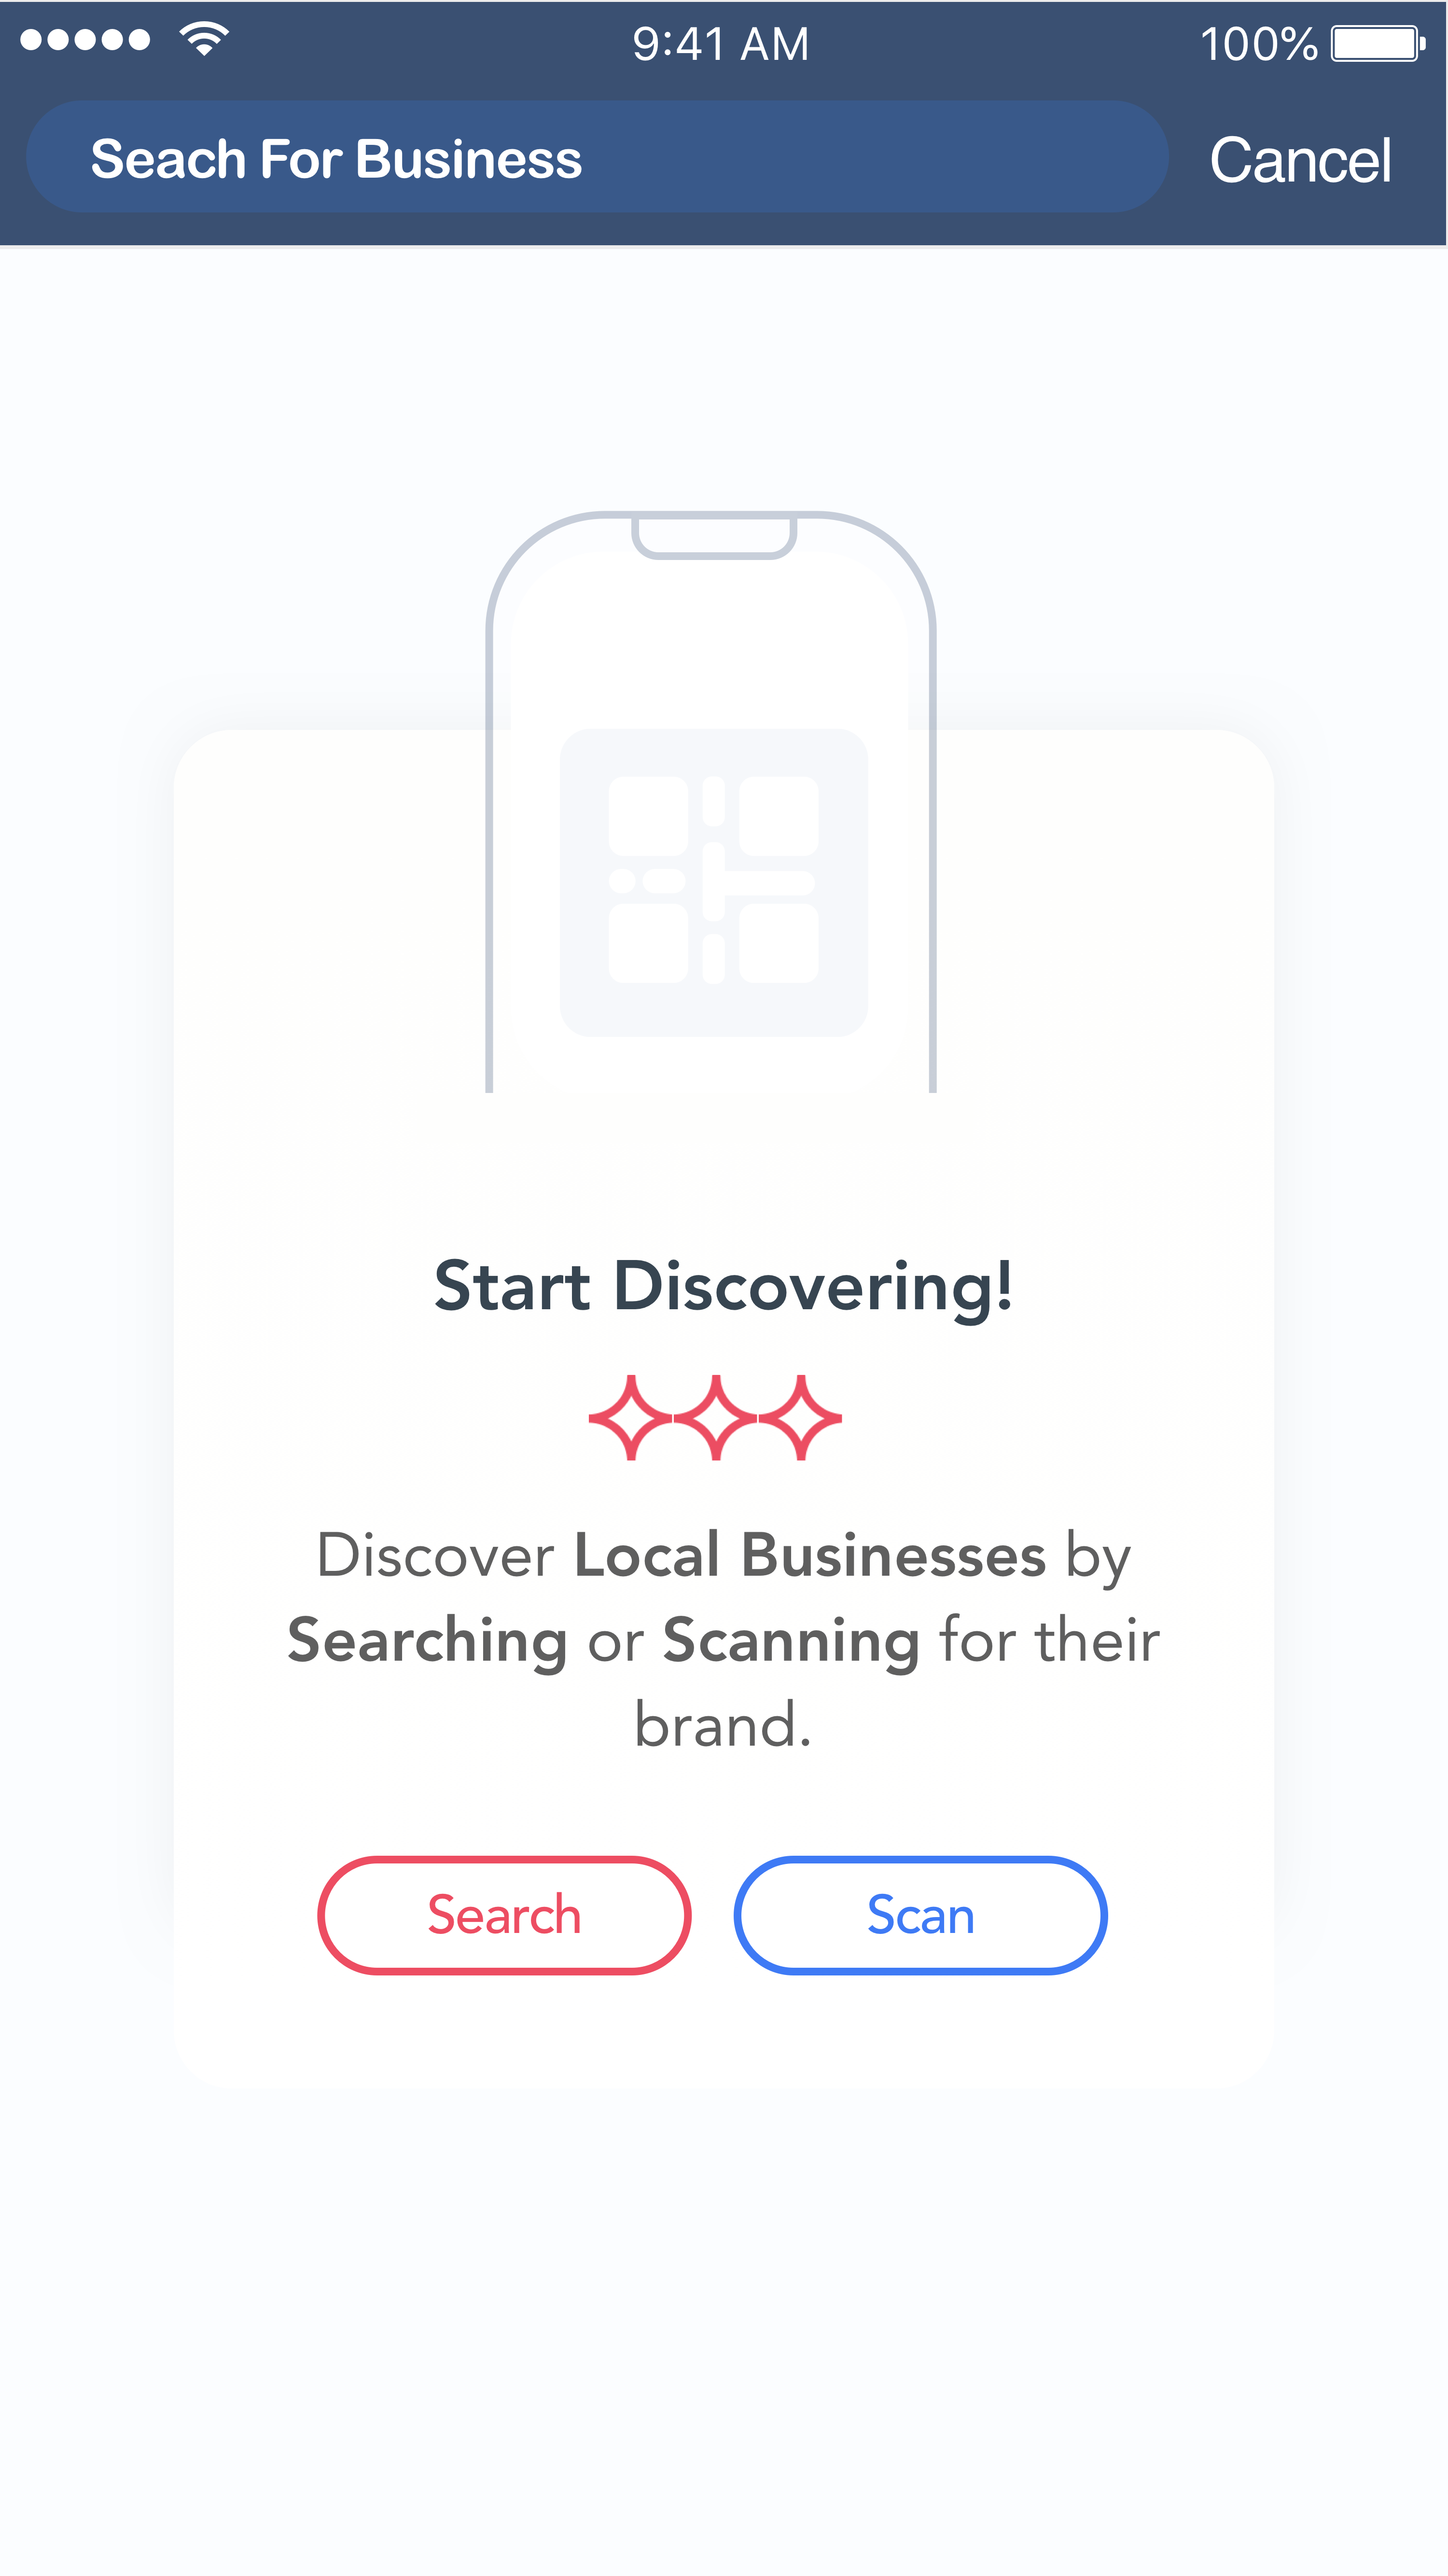 9:41 AM 100%
Seach For Business Cancel
Start Discovering!
Discover Local Businesses by
Searching or Scanning for their
brand.
Search Scan